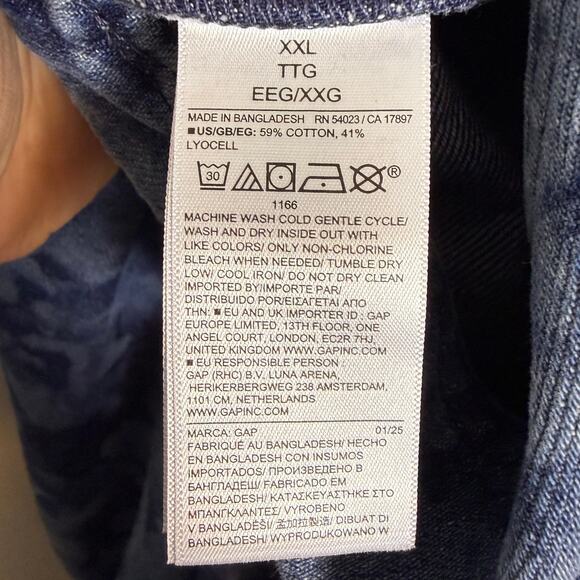 XXL
TTG
EEG/XXG
MADE IN BANGLADESH RN 54023 / CA 17897
■US/GB/EG: 59% COTTON, 41%
LYOCELL
30
®
1166
MACHINE WASH COLD GENTLE CYCLE/
WASH AND DRY INSIDE OUT WITH
LIKE COLORS/ ONLY NON-CHLORINE
BLEACH WHEN NEEDED/ TUMBLE DRY
LOW/ COOL IRON/ DO NOT DRY CLEAN
IMPORTED BY/IMPORTE PAR/
DISTRIBUIDO POR/ΕΙΣΑΓΕΤΑΙ ΑΠΟ
ΤΗΝ: ■ EU AND UK IMPORTER ID : GAP
EUROPE LIMITED, 13TH FLOOR, ONE
ANGEL COURT, LONDON, EC2R 7HJ,
UNITED KINGDOM WWW.GAPINC.COM
■ EU RESPONSIBLE PERSON :
GAP (RHC) B.V. LUNA ARENA,
HERIKERBERGWEG 238 AMSTERDAM,
1101 CM, NETHERLANDS
WWW.GAPINC.COM
MARCA: GAP 01/25
FABRIQUÉ AU BANGLADESH/ HECHO
EN BANGLADESH CON INSUMOS
IMPORTADOS/ ПРОИЗВЕДЕНО В
БАНГЛАДЕШ/ FABRICADO EM
BANGLADESH/ ΚΑΤΑΣΚΕΥΑΣΤΗΚΕ ΣΤΟ
ΜΠΑΝΓΚΛΑΝΤΕΣ/ VYROBENO
V BANGLADÉŠI/ 孟加拉製造/ DIBUAT DI
BANGLADESH/ WYPRODUKOWANO W